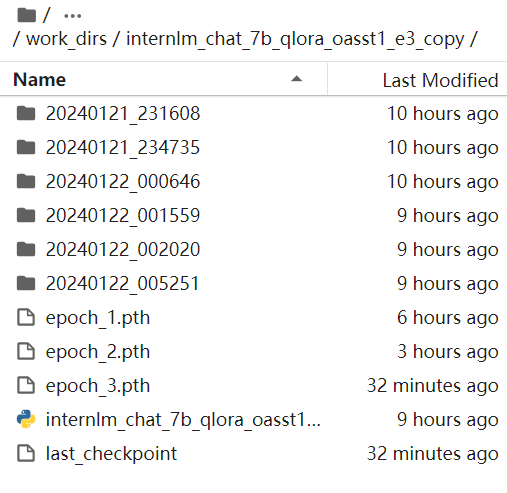 / ...
/ work_dirs / internlm_chat_7b_qlora_oasst1_e3_copy /
Name Last Modified
20240121_231608 10 hours ago
20240121_234735 10 hours ago
20240122_000646 10 hours ago
20240122_001559 9 hours ago
20240122_002020 9 hours ago
20240122_005251 9 hours ago
epoch_1.pth 6 hours ago
epoch_2.pth 3 hours ago
epoch_3.pth 32 minutes ago
internlm_chat_7b_qlora_oasst1... 9 hours ago
last_checkpoint 32 minutes ago